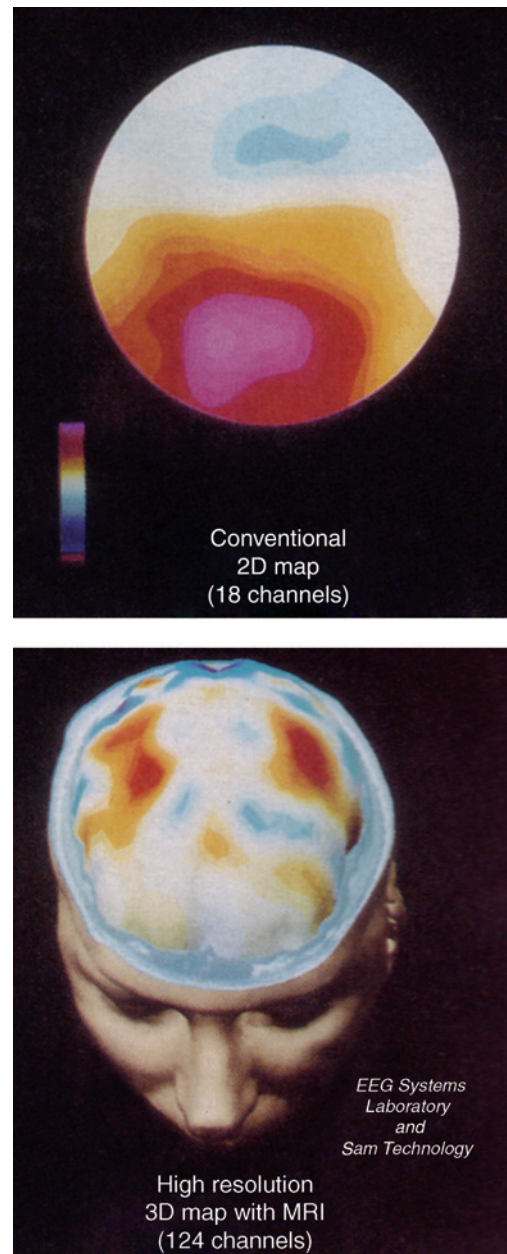 Conventional
2D map
(18 channels)
EEG Systems
Laboratory
and
Sam Technology
High resolution
3D map with MRI
(124 channels)